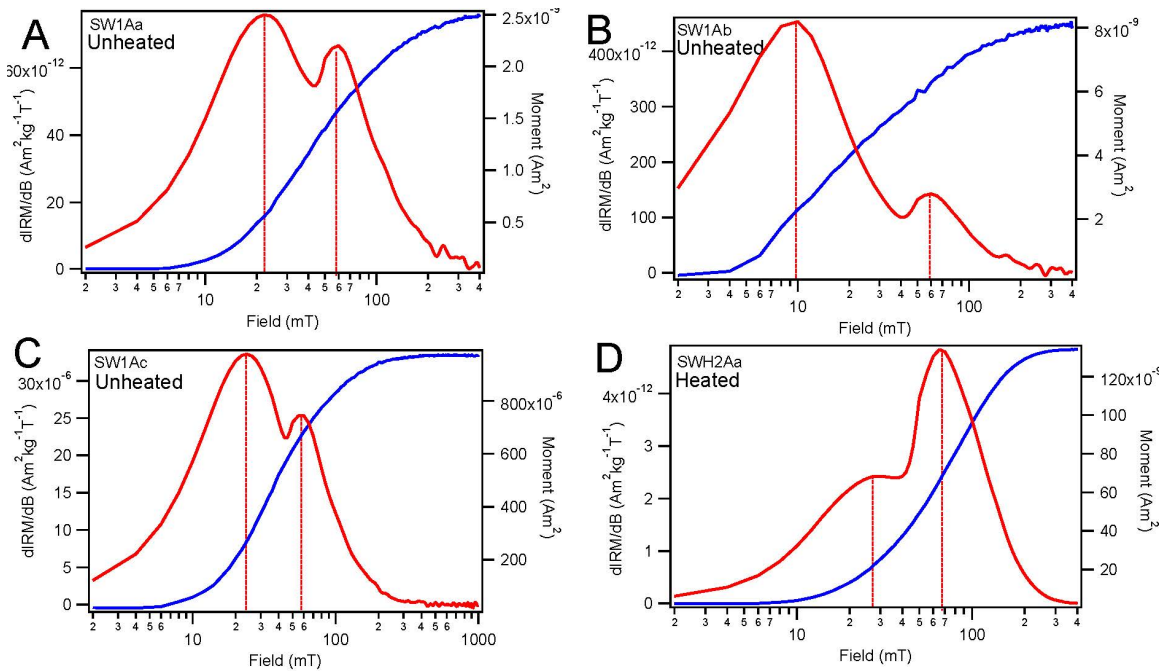 A
SW1Aa
Unheated
60x10⁻¹²
40
20
0
dIRM/dB (Am²kg⁻¹T⁻¹)
2.5x10⁻⁹
2.0
1.5
1.0
0.5
Moment (Am²)
2 3 4 5 6 7 10 2 3 4 5 6 7 100 2 3 4
Field (mT)
B
SW1Ab
Unheated
400x10⁻¹²
300
200
100
0
dIRM/dB (Am²kg⁻¹T⁻¹)
8x10⁻⁹
6
4
2
Moment (Am²)
2 3 4 5 6 7 10 2 3 4 5 6 7 100 2 3 4
Field (mT)
C
SW1Ac
Unheated
30x10⁻⁶
25
20
15
10
5
0
dIRM/dB (Am²kg⁻¹T⁻¹)
800x10⁻⁶
600
400
200
Moment (Am²)
2 3 4 5 6 10 2 3 4 5 6 100 2 3 4 5 6 1000
Field (mT)
D
SWH2Aa
Heated
4x10⁻¹²
3
2
1
0
dIRM/dB (Am²kg⁻¹T⁻¹)
120x10⁻⁹
100
80
60
40
20
Moment (Am²)
2 3 4 5 6 7 10 2 3 4 5 6 7 100 2 3 4
Field (mT)